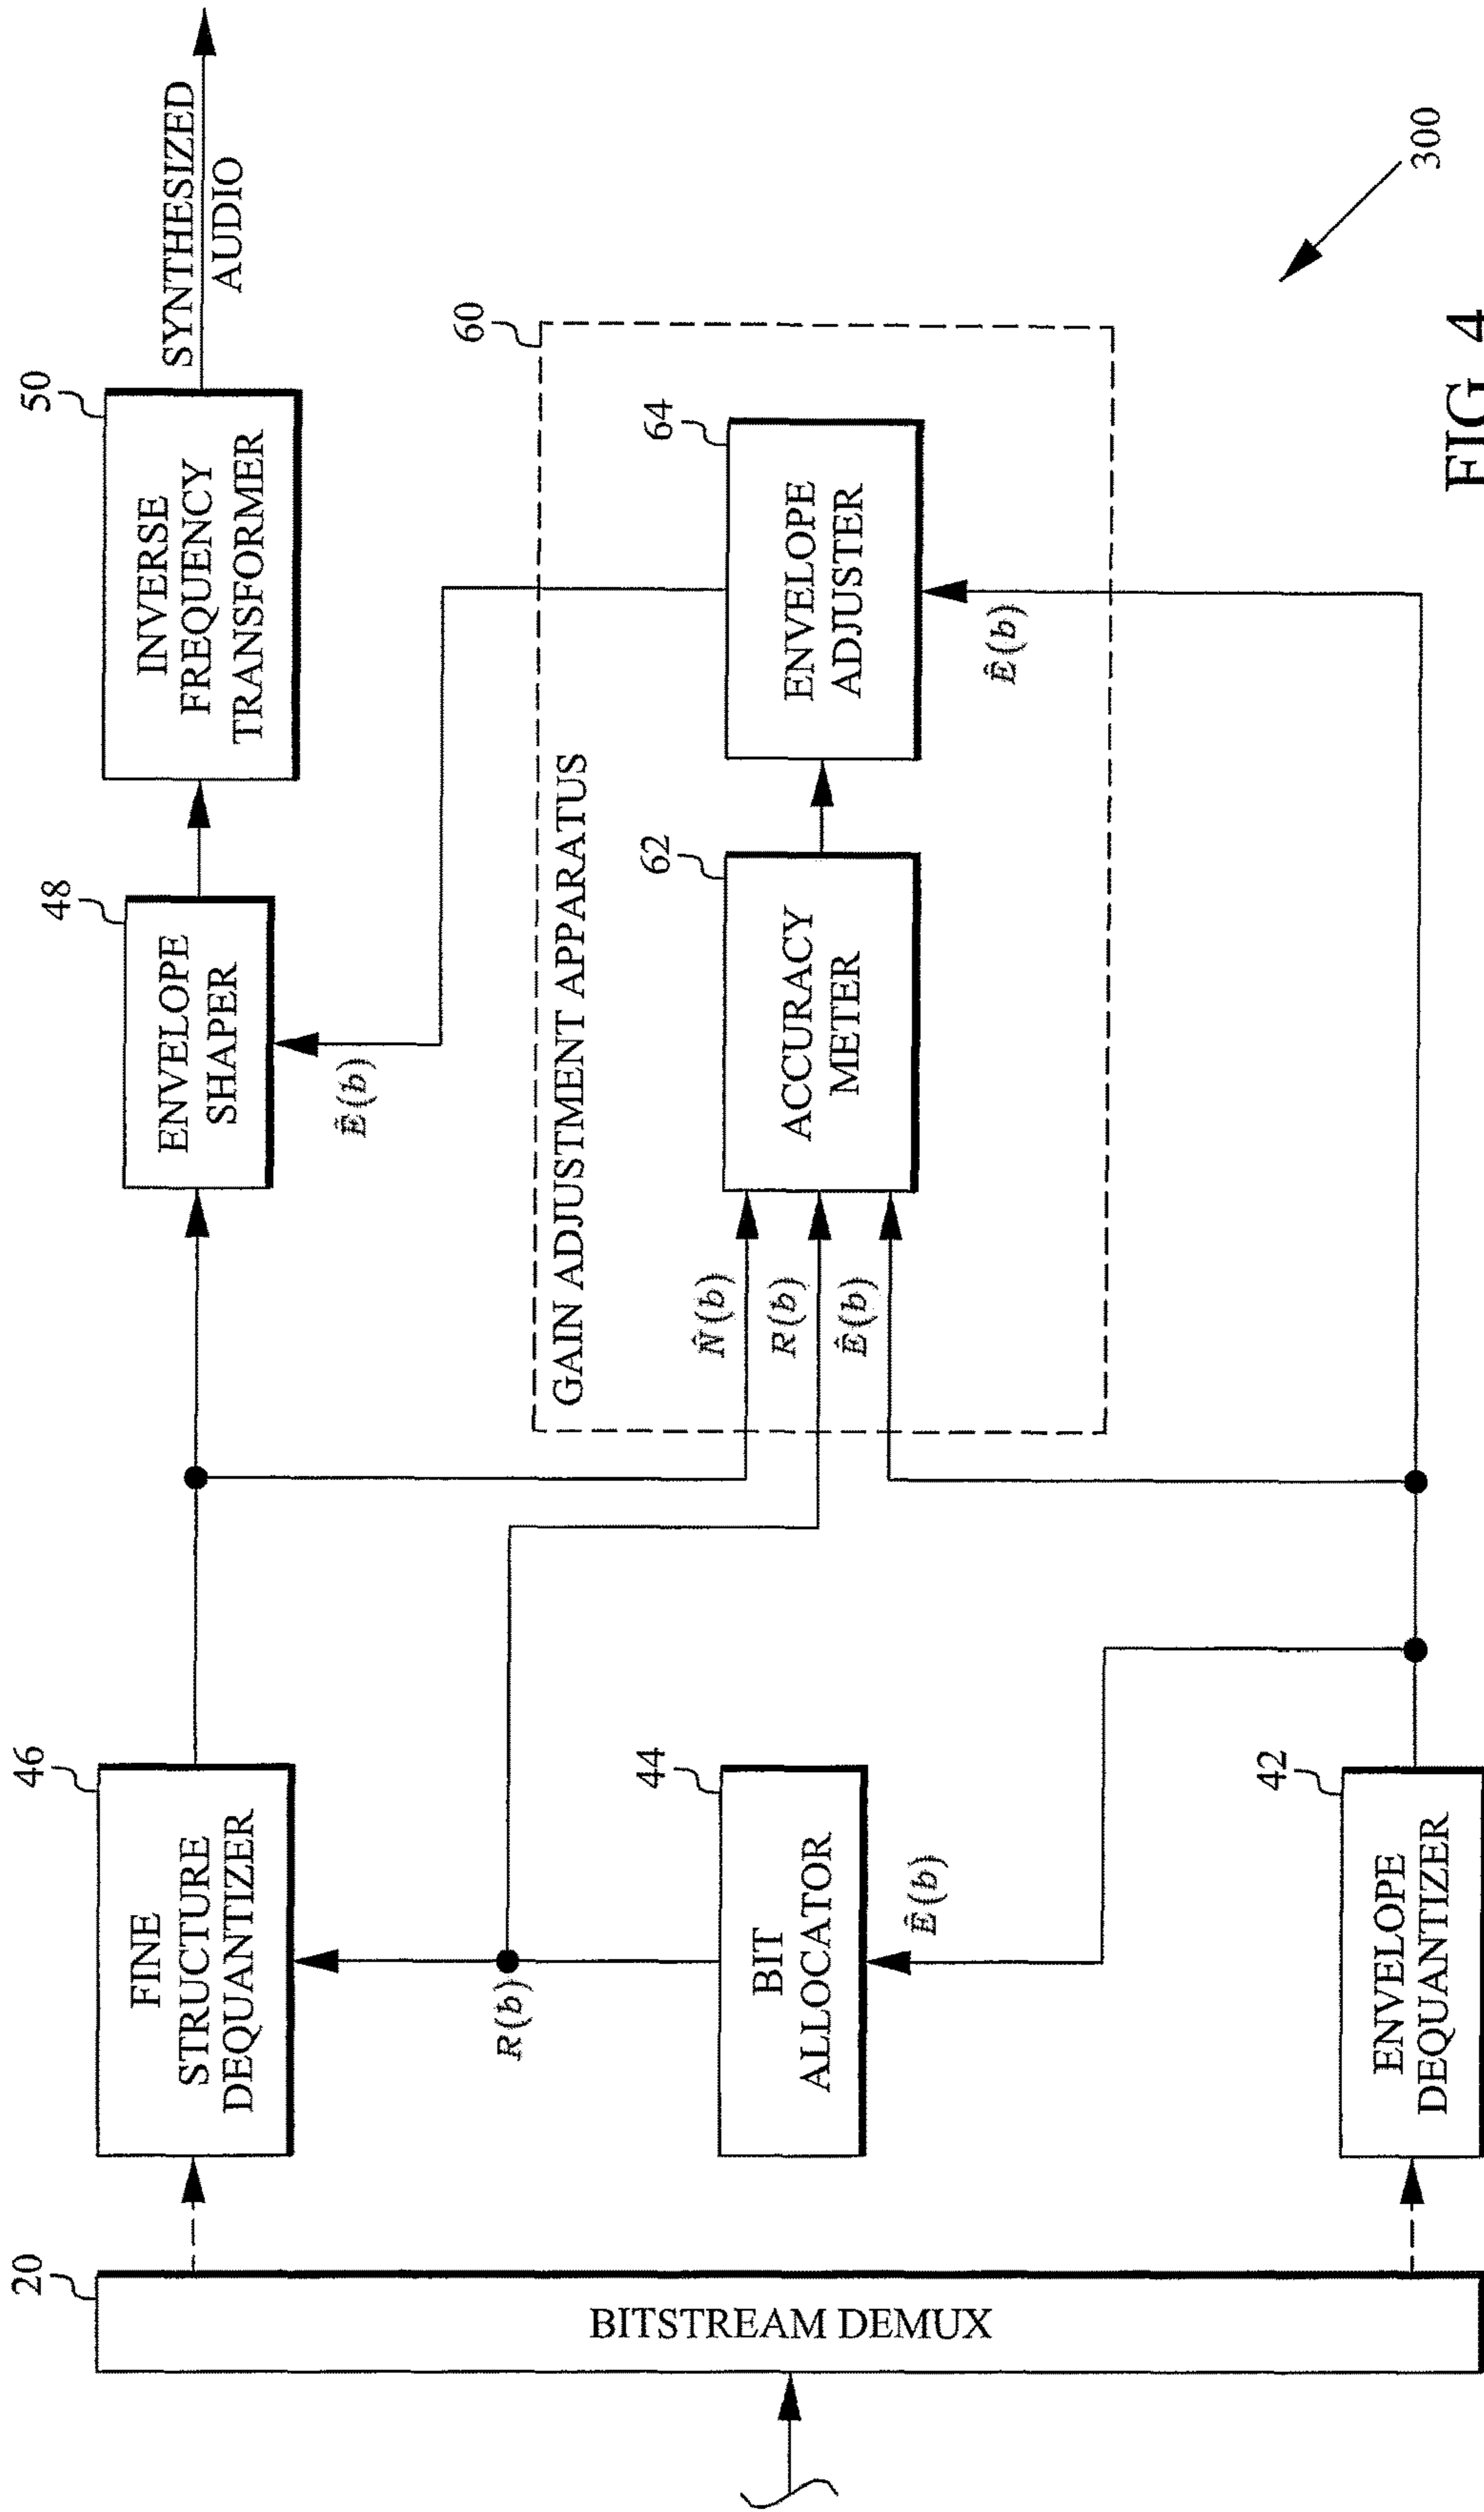 20
BITSTREAM DEMUX
46
FINE
STRUCTURE
DEQUANTIZER
R(b)
44
BIT
ALLOCATOR
Ê(b)
42
ENVELOPE
DEQUANTIZER
48
ENVELOPE
SHAPER
Ẽ(b)
50
INVERSE
FREQUENCY
TRANSFORMER
SYNTHESIZED
AUDIO
60
GAIN ADJUSTMENT APPARATUS
N̂(b)
R(b)
Ê(b)
62
ACCURACY
METER
64
ENVELOPE
ADJUSTER
Ê(b)
300
FIG. 4